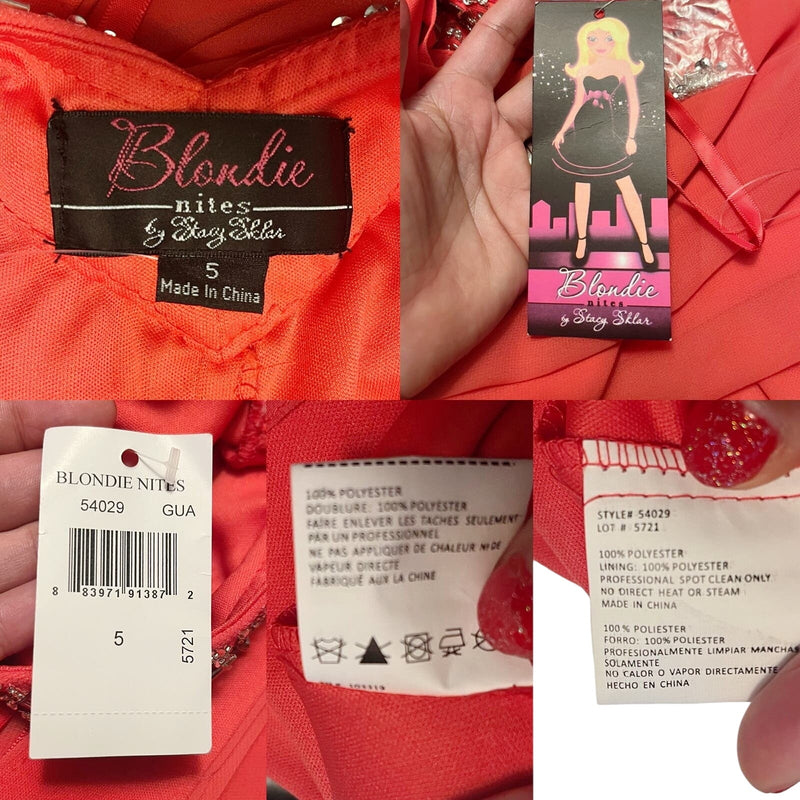 Blondie
nites
by Stacy Sklar
5
Made In China
Blondie
nites
by Stacy Sklar
BLONDIE NITES
54029 GUA
8 83971 91387 2
5
5721
100% POLYESTER
DOUBLURE: 100% POLYESTER
FAIRE ENLEVER LES TACHES SEULEMENT
PAR UN PROFESSIONNEL
NE PAS APPLIQUER DE CHALEUR NI DE
VAPEUR DIRECTE
FABRIQUÉ AUX LA CHINE
STYLE# 54029
LOT # 5721
100% POLYESTER
LINING: 100% POLYESTER
PROFESSIONAL SPOT CLEAN ONLY
NO DIRECT HEAT OR STEAM
MADE IN CHINA
100% POLIESTER
FORRO: 100% POLIESTER
PROFESIONALMENTE LIMPIAR MANCHAS
SOLAMENTE
NO CALOR O VAPOR DIRECTAMENTE
HECHO EN CHINA